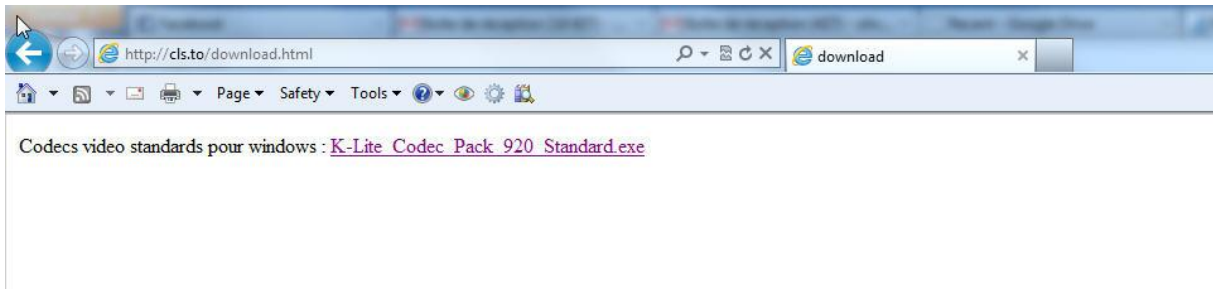 http://cls.to/download.html
download
Page
Safety
Tools
Codecs video standards pour windows : K-Lite_Codec_Pack_920_Standard.exe